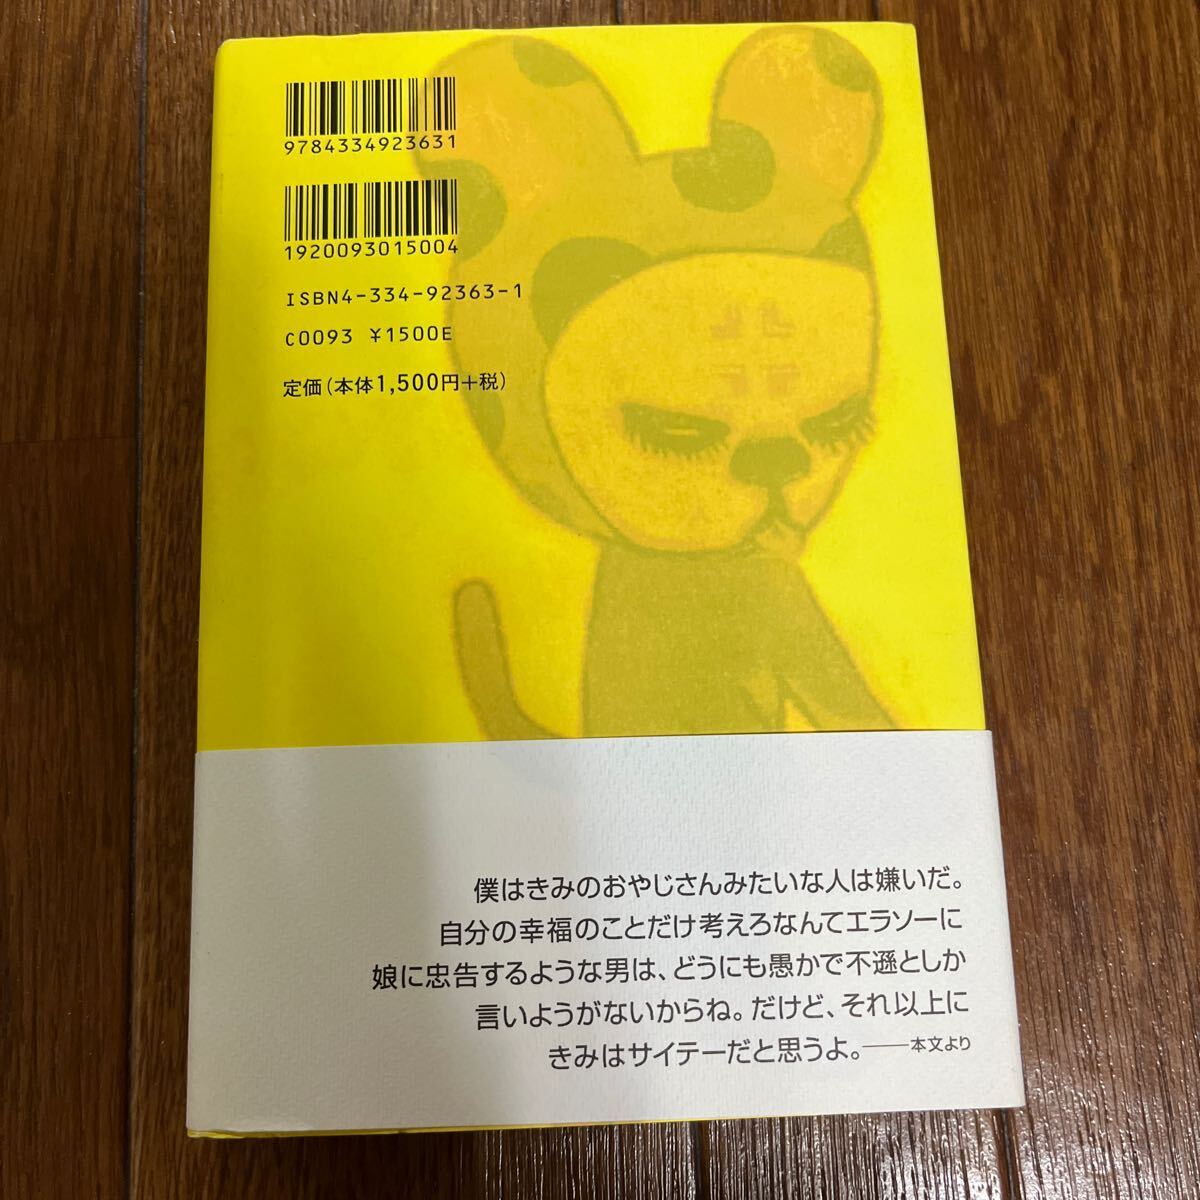 9784334923631
1920093015004
ISBN4-334-92363-1
C0093 ¥1500E
定価(本体1,500円+税)
僕はきみのおやじさんみたいな人は嫌いだ。
自分の幸福のことだけ考えろなんてエラソーに
娘に忠告するような男は、どうにも愚かで不遜としか
言いようがないからね。だけど、それ以上に
きみはサイテーだと思うよ。——本文より